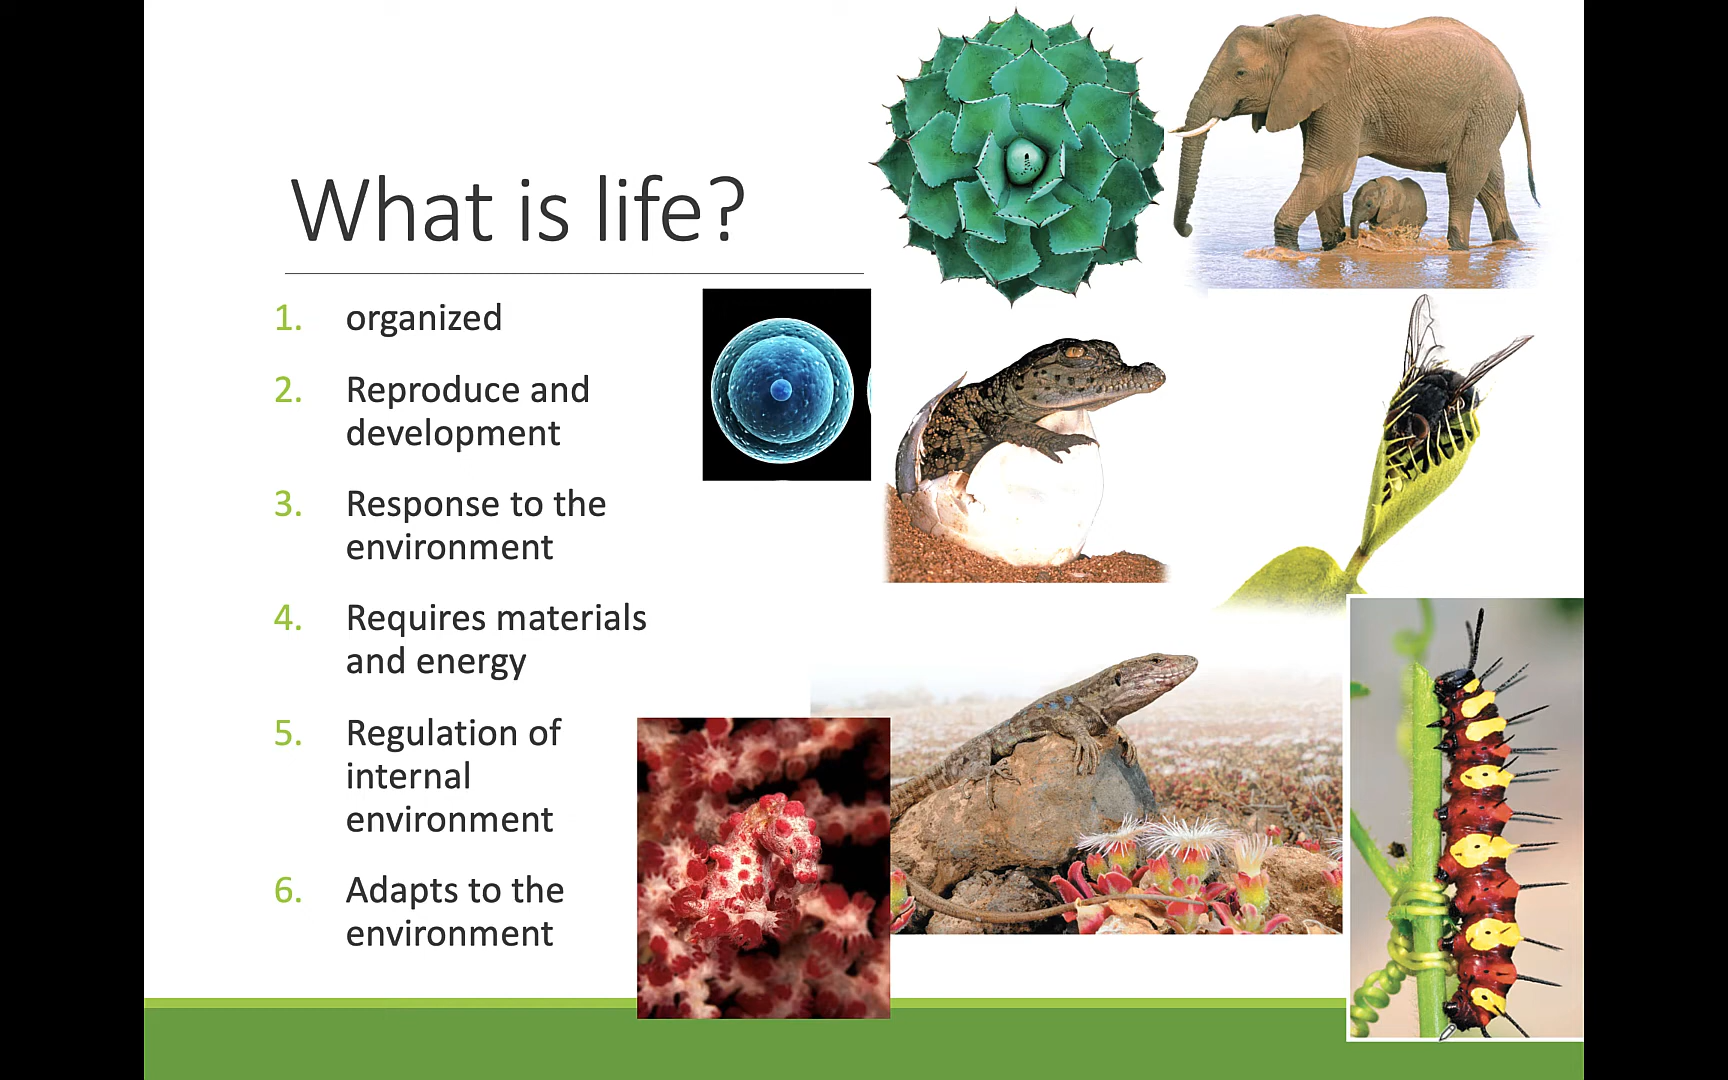 What is life?
1. organized
2. Reproduce and
development
3. Response to the
environment
4. Requires materials
and energy
5. Regulation of
internal
environment
6. Adapts to the
environment